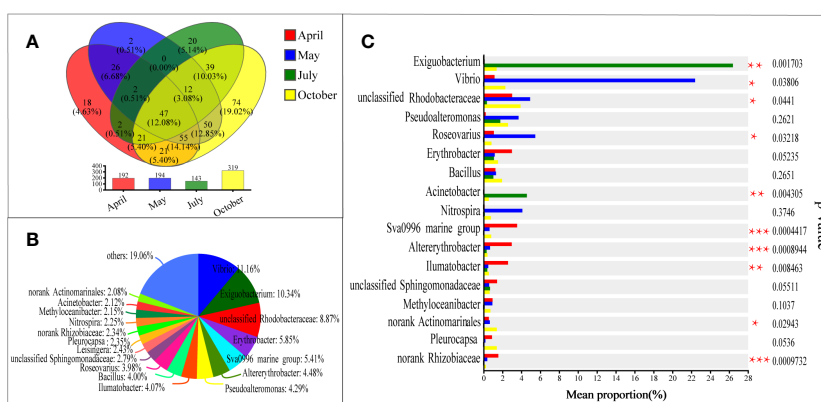 A
2
(0.51%)
20
(5.14%)
0
(0.00%)
26
(6.68%)
39
(10.03%)
2
(0.51%)
12
(3.08%)
18
(4.63%)
74
(19.02%)
47
(12.08%)
2
(0.51%)
50
(12.85%)
21
(5.40%)
55
(14.14%)
21
(5.40%)
April
May
July
October
400
300
200
100
0
192
194
143
319
April
May
July
October
B
others: 19.06%
Vibrio: 11.16%
Exiguobacterium: 10.34%
unclassified Rhodobacteraceae: 8.87%
Erythrobacter: 5.85%
Sva0996 marine group: 5.41%
Altererythrobacter: 4.48%
Pseudoalteromonas: 4.29%
Ilumatobacter: 4.07%
Bacillus: 4.00%
Roseovarius: 3.98%
unclassified Sphingomonadaceae: 2.79%
Leisingera: 2.43%
Pleurocapsa: 2.35%
norank Rhizobiaceae: 2.34%
Nitrospira: 2.25%
Methyloceanibacter: 2.15%
Acinetobacter: 2.12%
norank Actinomarinales: 2.08%
C
Exiguobacterium ** 0.001703
Vibrio * 0.03806
unclassified Rhodobacteraceae * 0.0441
Pseudoalteromonas 0.2621
Roseovarius * 0.03218
Erythrobacter 0.05235
Bacillus 0.2651
Acinetobacter ** 0.004305
Nitrospira 0.3746
Sva0996 marine group *** 0.0004417
Altererythrobacter *** 0.0008944
Ilumatobacter ** 0.008463
unclassified Sphingomonadaceae 0.05511
Methyloceanibacter 0.1037
norank Actinomarinales * 0.02943
Pleurocapsa 0.0536
norank Rhizobiaceae *** 0.0009732
0 2 4 6 8 10 12 14 16 18 20 22 24 26 28
Mean proportion(%)